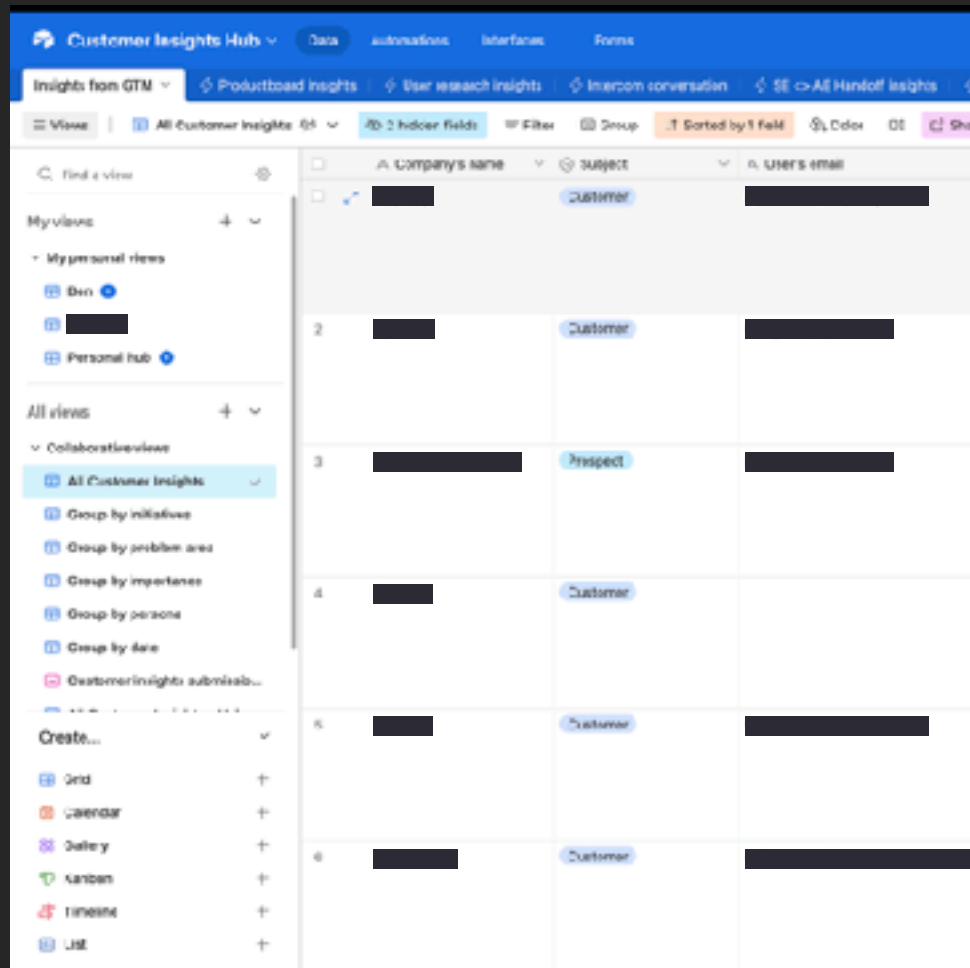 Customer Insights Hub Data Automations Interfaces Forms
Insights from GTM Productboard insights User research insights Intercom conversation SE <> AE Handoff insights
Views All Customer Insights 2 hidden fields Filter Group Sorted by 1 field Color
Find a view
Company's name Subject User's email
Customer
My views
My personal views
Personal hub
2 Customer
All views
Collaborative views
3 Prospect
All Customer Insights
Group by initiatives
Group by problem area
Group by importance
4 Customer
Group by persona
Group by date
Customer insights submissio...
5 Customer
Create...
Grid
Calendar
Gallery
6 Customer
Kanban
Timeline
List